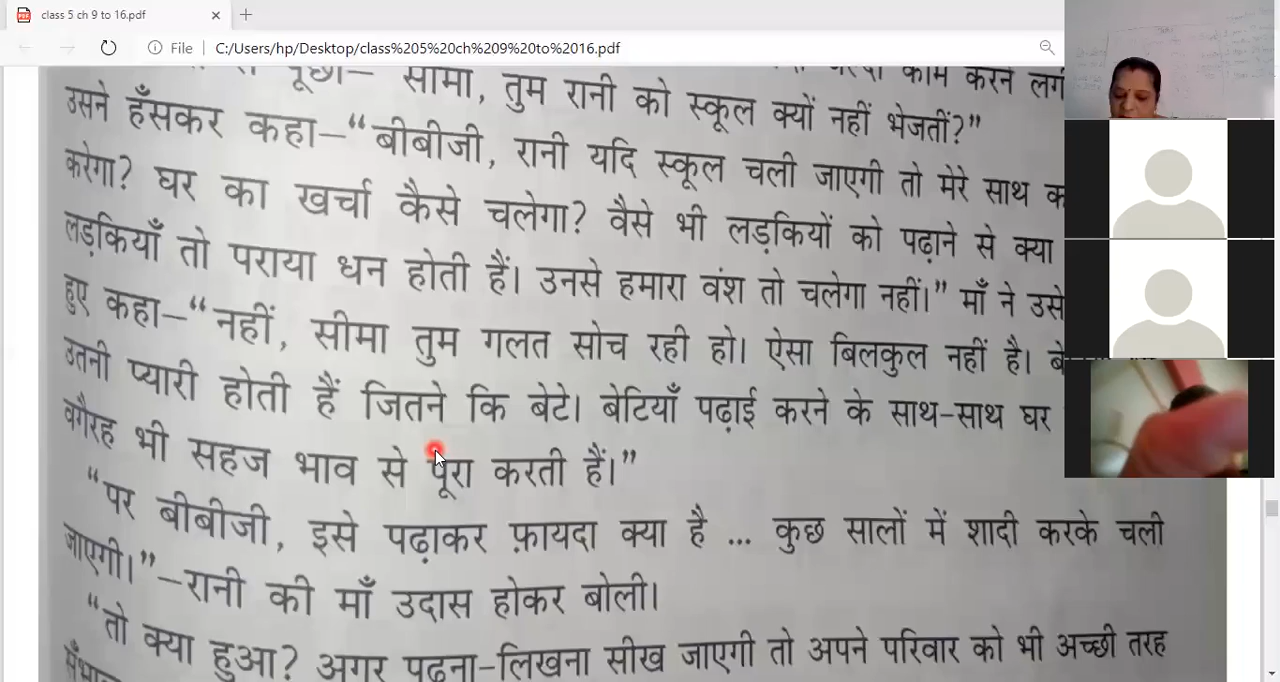 class 5 ch 9 to 16.pdf
File
C:/Users/hp/Desktop/class%205%20ch%209%20to%2016.pdf
पूछा– सीमा, तुम रानी को स्कूल क्यों नहीं भेजतीं?” काम करने
उसने हँसकर कहा–“बीबीजी, रानी यदि स्कूल चली जाएगी तो मेरे साथ
करेगा? घर का खर्चा कैसे चलेगा? वैसे भी लड़कियों को पढ़ाने से क्या
लड़कियाँ तो पराया धन होती हैं। उनसे हमारा वंश तो चलेगा नहीं।” माँ ने उसे
हुए कहा–“नहीं, सीमा तुम गलत सोच रही हो। ऐसा बिलकुल नहीं है।
उतनी प्यारी होती हैं जितने कि बेटे। बेटियाँ पढ़ाई करने के साथ-साथ घर
वगैरह भी सहज भाव से पूरा करती हैं।”
“पर बीबीजी, इसे पढ़ाकर फ़ायदा क्या है ... कुछ सालों में शादी करके चली
जाएगी।”–रानी की माँ उदास होकर बोली।
“तो क्या हुआ? अगर पढ़ना-लिखना सीख जाएगी तो अपने परिवार को भी अच्छी तरह